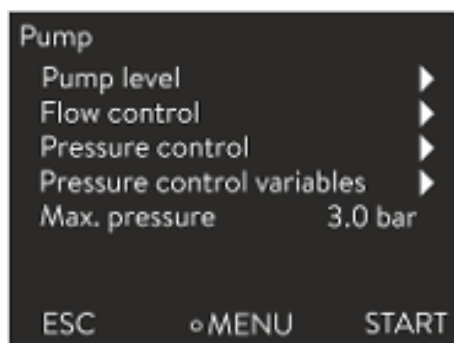 Pump
Pump level
Flow control
Pressure control
Pressure control variables
Max. pressure 3.0 bar
ESC MENU START